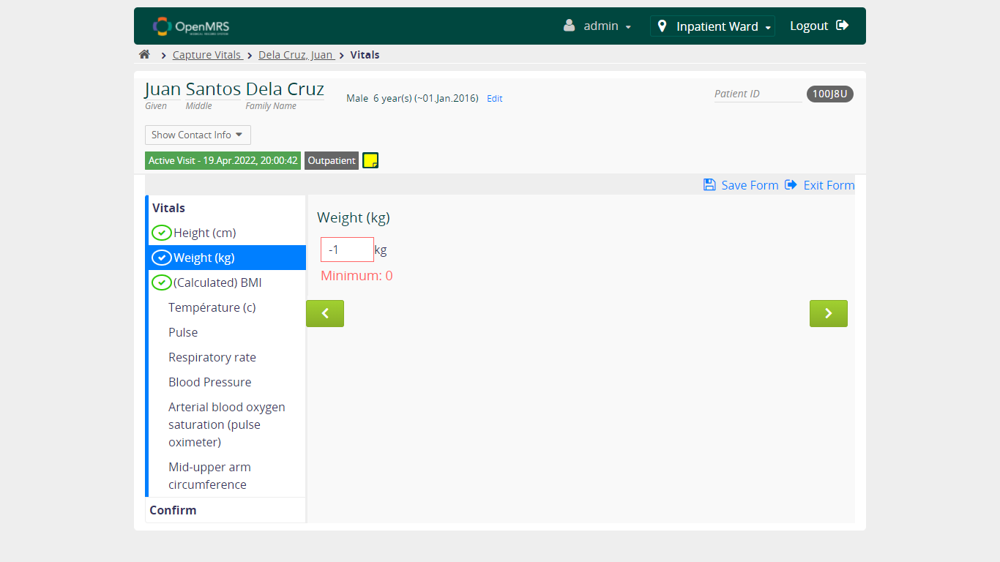 OpenMRS
admin
Inpatient Ward
Logout
Capture Vitals
Dela Cruz, Juan
Vitals
Juan Santos Dela Cruz
Given Middle Family Name
Male 6 year(s) (~01.Jan.2016) Edit
Patient ID 100J8U
Show Contact Info
Active Visit - 19.Apr.2022, 20:00:42 Outpatient
Save Form Exit Form
Vitals
Height (cm)
Weight (kg)
(Calculated) BMI
Température (c)
Pulse
Respiratory rate
Blood Pressure
Arterial blood oxygen
saturation (pulse
oximeter)
Mid-upper arm
circumference
Confirm
Weight (kg)
-1 kg
Minimum: 0